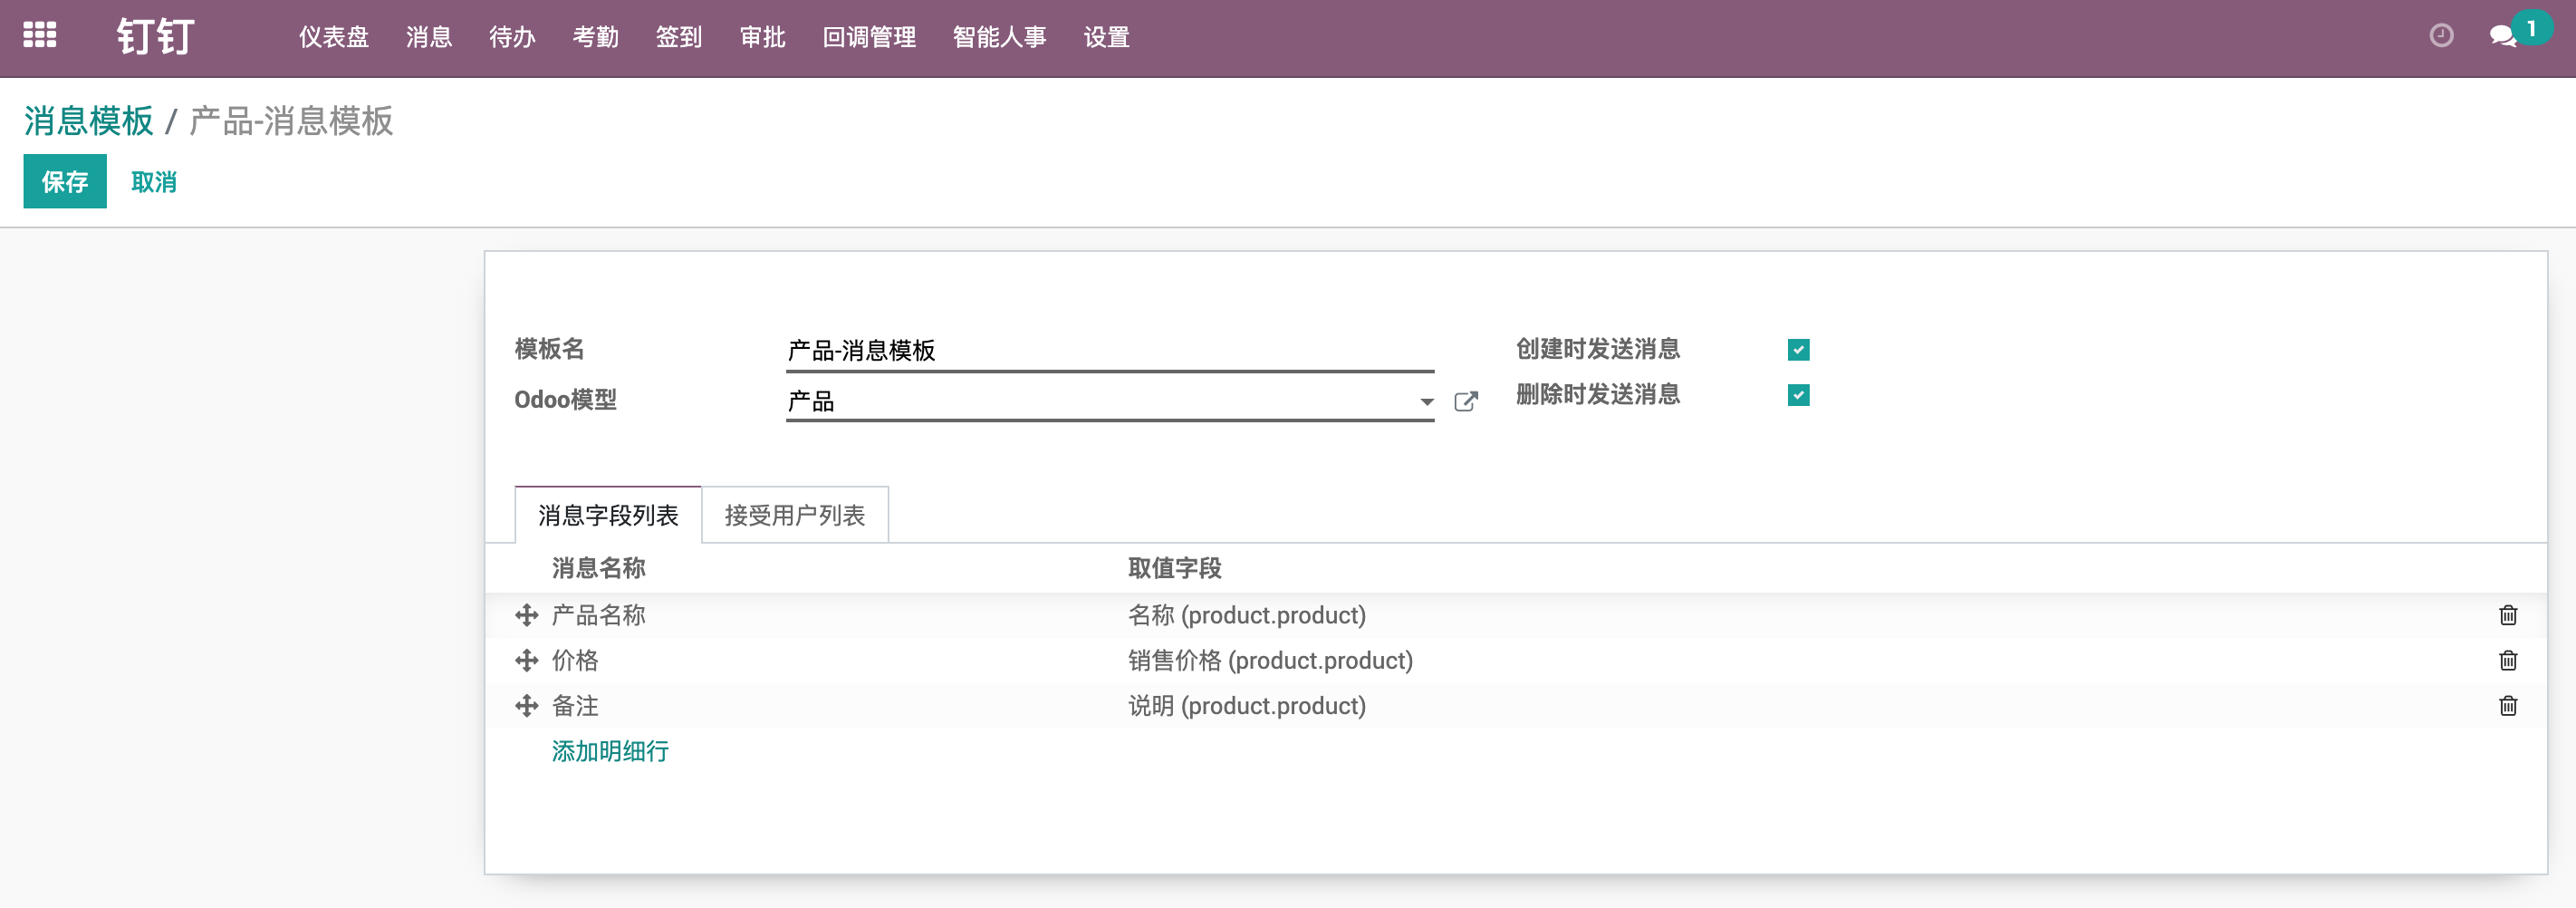 钉钉 仪表盘 消息 待办 考勤 签到 审批 回调管理 智能人事 设置 1
消息模板 / 产品-消息模板
保存 取消
模板名 产品-消息模板 创建时发送消息
Odoo模型 产品 删除时发送消息
消息字段列表 接受用户列表
消息名称 取值字段
产品名称 名称 (product.product)
价格 销售价格 (product.product)
备注 说明 (product.product)
添加明细行